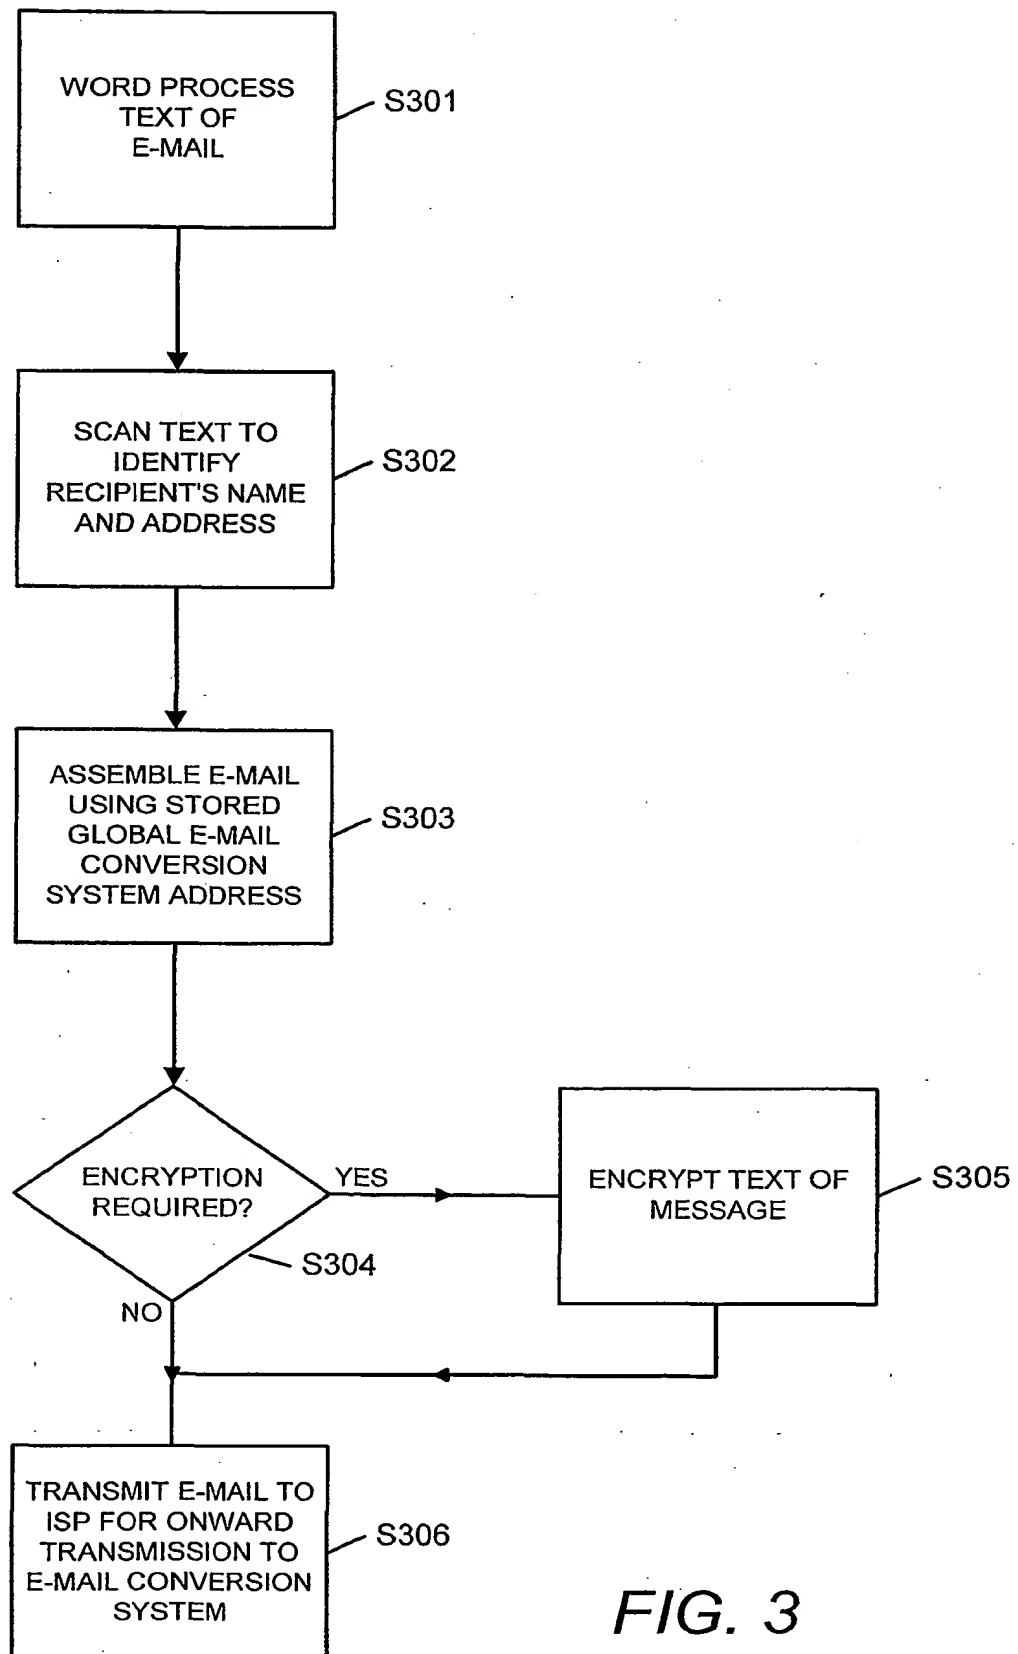 WORD PROCESS
TEXT OF
E-MAIL
S301
SCAN TEXT TO
IDENTIFY
RECIPIENT'S NAME
AND ADDRESS
S302
ASSEMBLE E-MAIL
USING STORED
GLOBAL E-MAIL
CONVERSION
SYSTEM ADDRESS
S303
ENCRYPTION
REQUIRED?
YES
S304
NO
ENCRYPT TEXT OF
MESSAGE
S305
TRANSMIT E-MAIL TO
ISP FOR ONWARD
TRANSMISSION TO
E-MAIL CONVERSION
SYSTEM
S306
FIG. 3